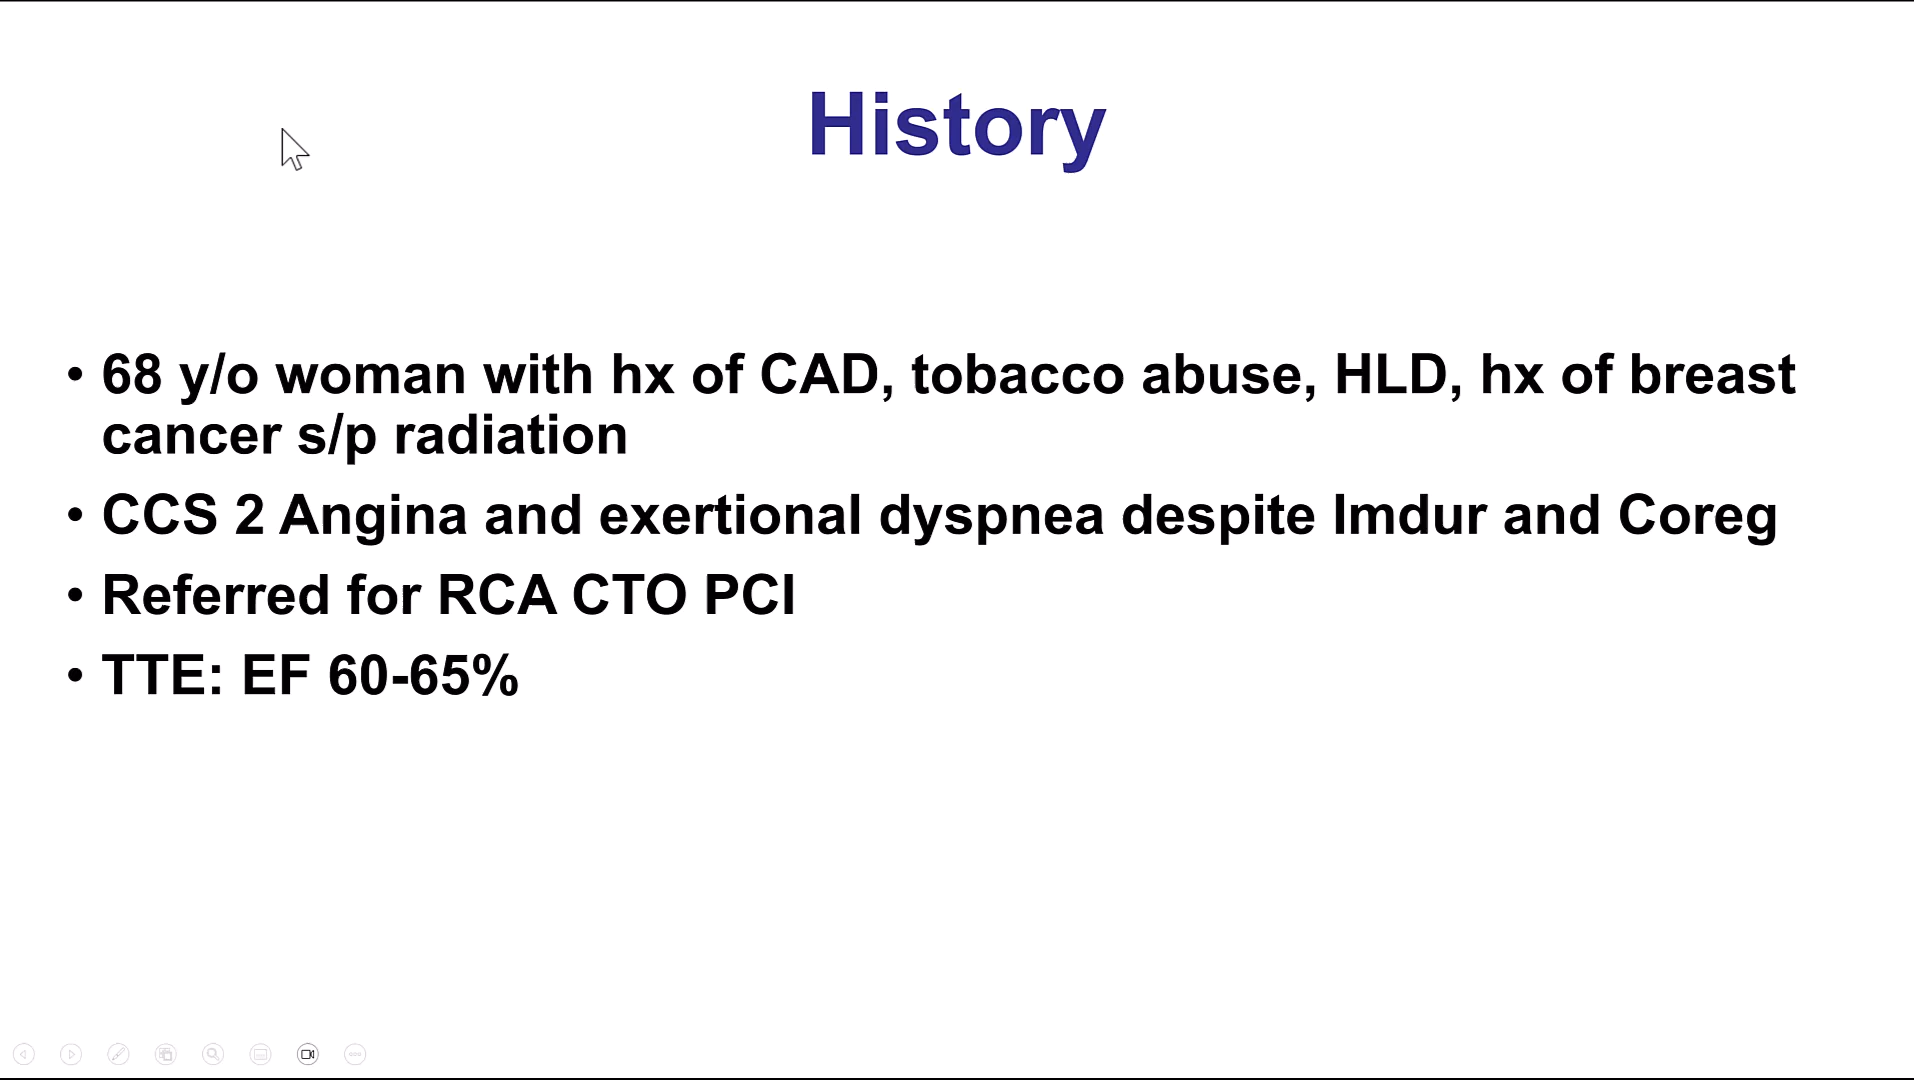 History
• 68 y/o woman with hx of CAD, tobacco abuse, HLD, hx of breast
cancer s/p radiation
• CCS 2 Angina and exertional dyspnea despite Imdur and Coreg
• Referred for RCA CTO PCI
• TTE: EF 60-65%